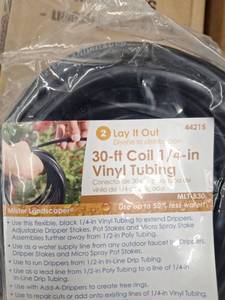 44215
2 Lay It Out
30-ft Coil 1/4-in
Vinyl Tubing
MLT-B30
Use up to 50% less water!
Mister Landscaper
• Use this flexible, black 1/4-in Vinyl Tubing to extend Drippers,
Adjustable Dripper Stakes, Pot Stakes and Micro Spray Stake
Assemblies further away from 1/2-in Poly Tubing.
• Use as a water supply line from any outdoor faucet to Drippers,
Dripper Stakes and Micro Spray Pot Stakes.
• Use to run Drippers from 1/2-in In-Line Drip Tubing
• Use as a lead line from 1/2-in Poly Tubing to a line of 1/4-in
In-Line Drip Tubing.
• Use with Add-A-Drippers to create tree rings.
• Use to repair cuts or add onto existing lines of 1/4-in Tubing